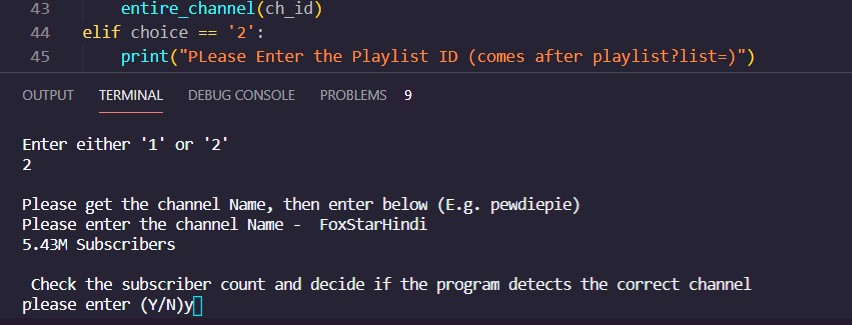 43 entire_channel(ch_id)
44 elif choice == '2':
45 print("PLease Enter the Playlist ID (comes after playlist?list=)")
OUTPUT TERMINAL DEBUG CONSOLE PROBLEMS 9
Enter either '1' or '2'
2
Please get the channel Name, then enter below (E.g. pewdiepie)
Please enter the channel Name - FoxStarHindi
5.43M Subscribers
Check the subscriber count and decide if the program detects the correct channel
please enter (Y/N)y